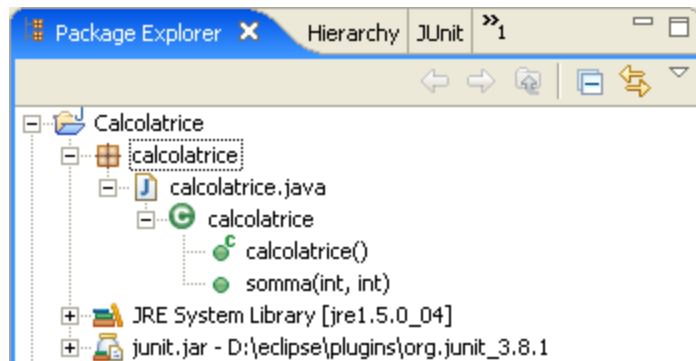 Package Explorer Hierarchy JUnit »1
Calcolatrice
calcolatrice
J calcolatrice.java
C calcolatrice
C calcolatrice()
somma(int, int)
JRE System Library [jre1.5.0_04]
junit.jar - D:\eclipse\plugins\org.junit_3.8.1